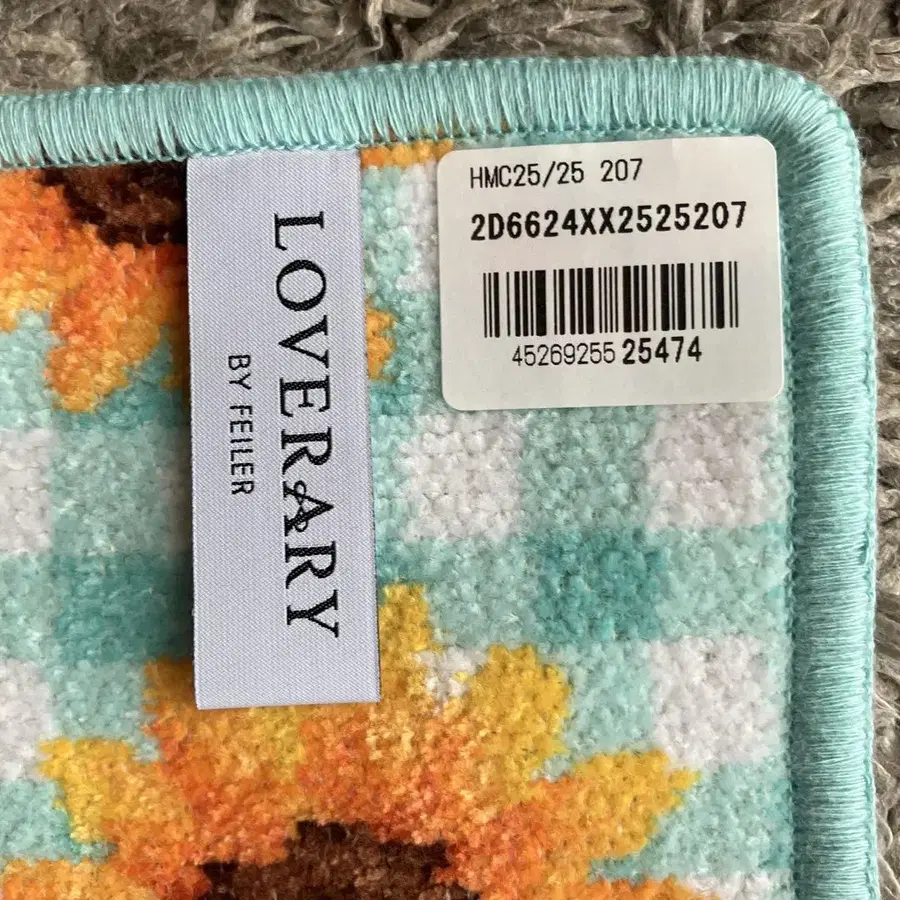 LOVERARY
BY FEILER
HMC25/25 207
2D6624XX2525207
45269255 25474